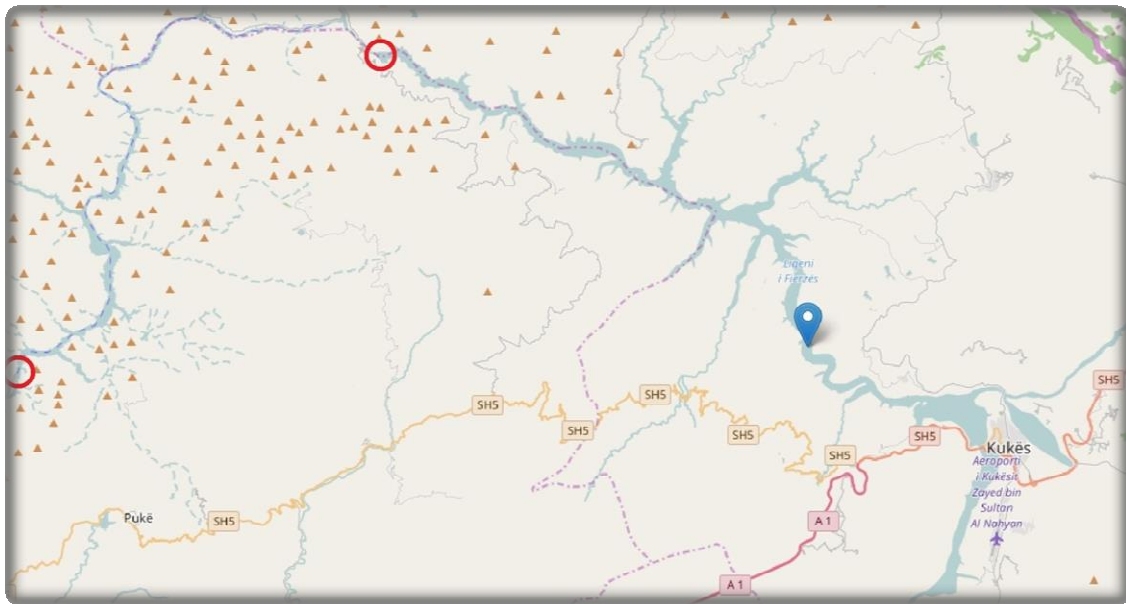 Liqeni
i Fierzës
SH5
SH5
SH5
SH5
SH5
SH5
SH5
Kukës
Aeroporti
i Kukësit
Zayed bin
Sultan
Al Nahyan
Pukë
SH5
A 1
A 1